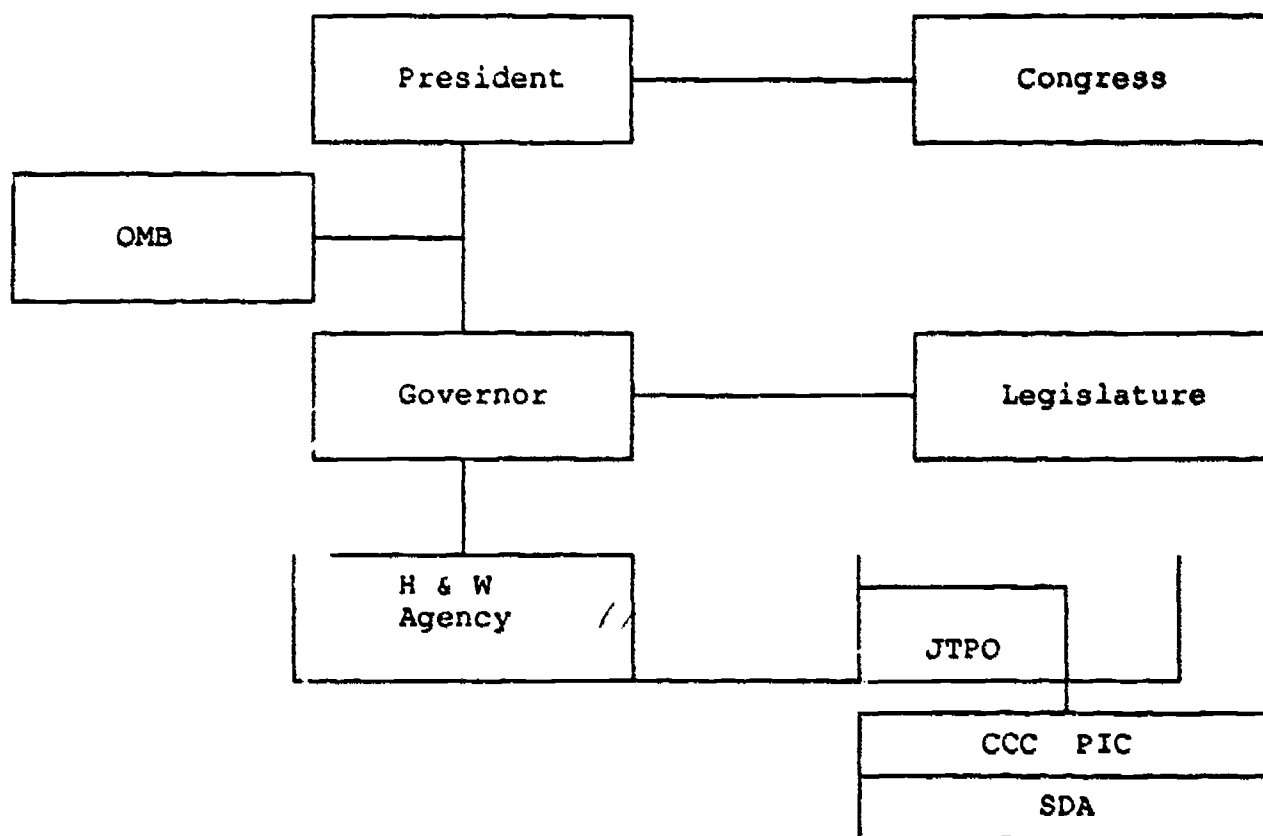 President
Congress
OMB
Governor
Legislature
H & W
Agency
JTPO
CCC PIC
SDA